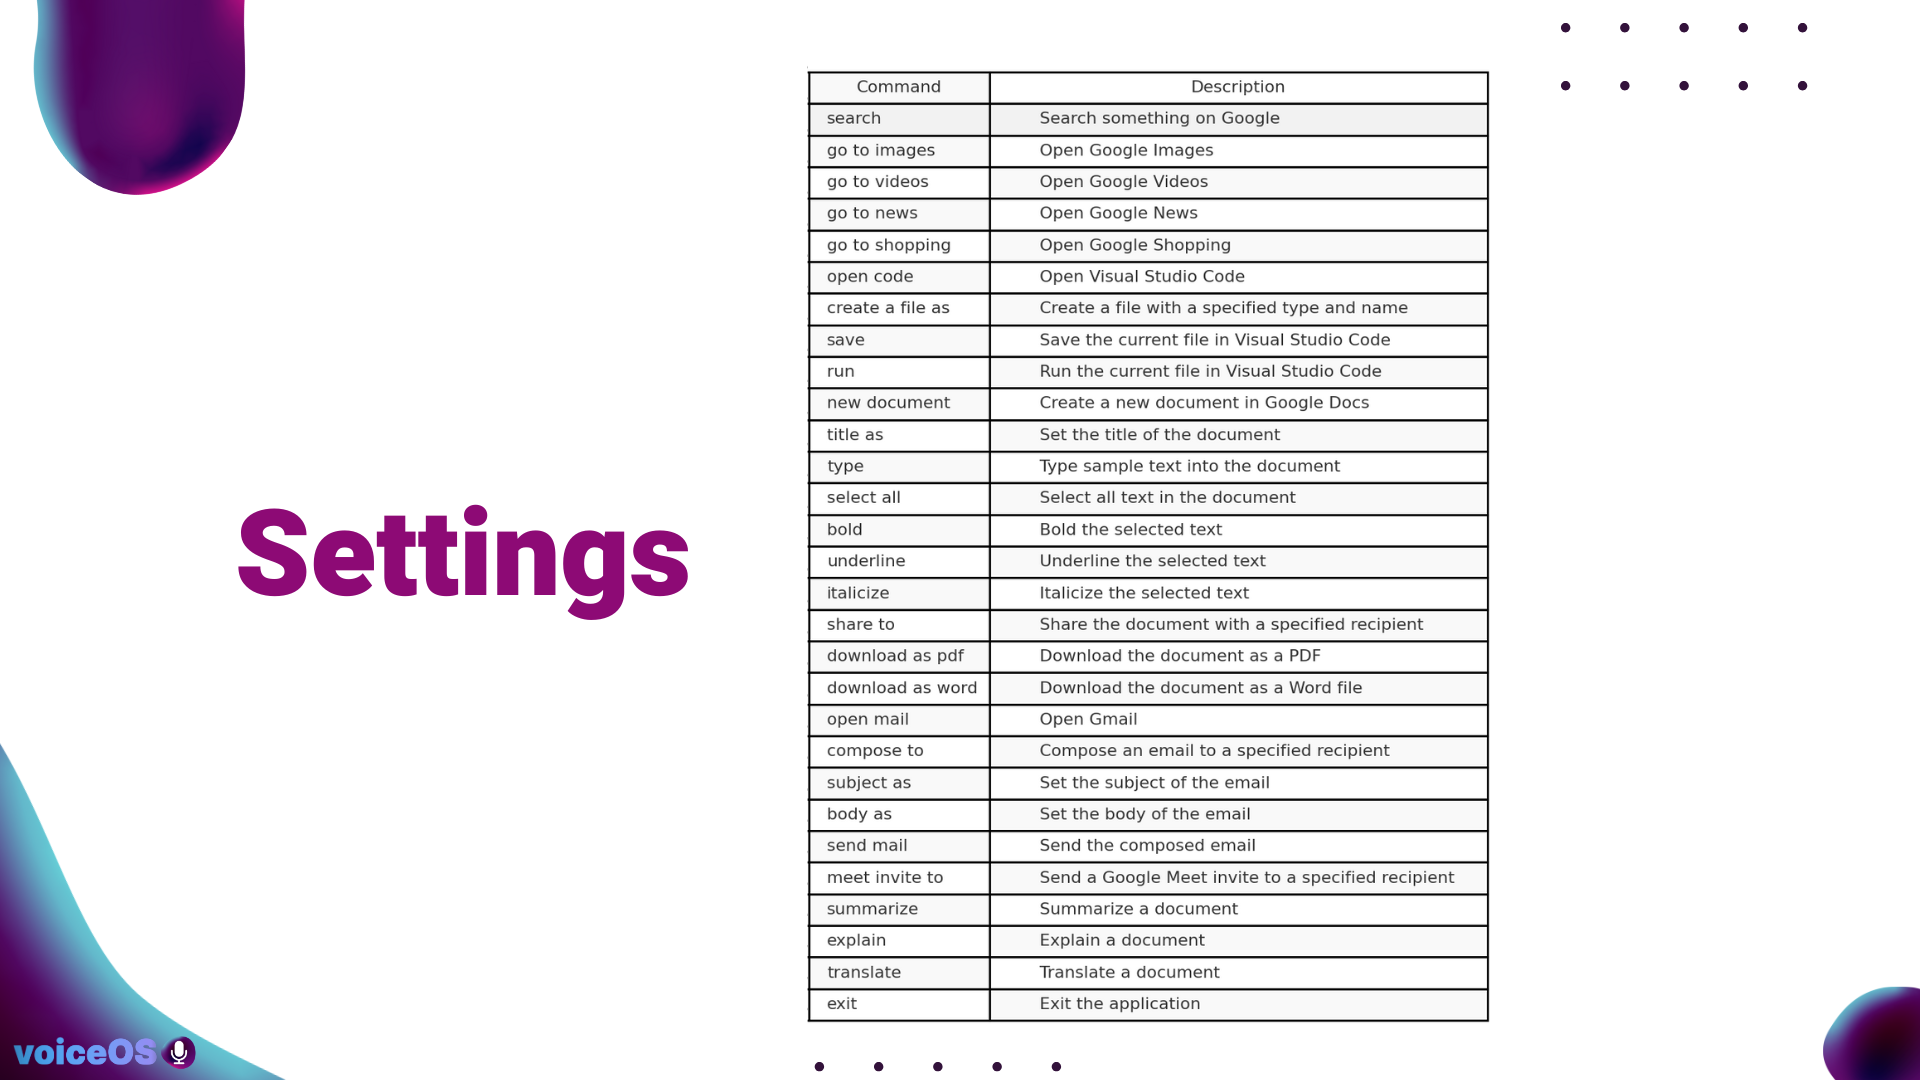 Settings
Command Description
search Search something on Google
go to images Open Google Images
go to videos Open Google Videos
go to news Open Google News
go to shopping Open Google Shopping
open code Open Visual Studio Code
create a file as Create a file with a specified type and name
save Save the current file in Visual Studio Code
run Run the current file in Visual Studio Code
new document Create a new document in Google Docs
title as Set the title of the document
type Type sample text into the document
select all Select all text in the document
bold Bold the selected text
underline Underline the selected text
italicize Italicize the selected text
share to Share the document with a specified recipient
download as pdf Download the document as a PDF
download as word Download the document as a Word file
open mail Open Gmail
compose to Compose an email to a specified recipient
subject as Set the subject of the email
body as Set the body of the email
send mail Send the composed email
meet invite to Send a Google Meet invite to a specified recipient
summarize Summarize a document
explain Explain a document
translate Translate a document
exit Exit the application
voiceOS